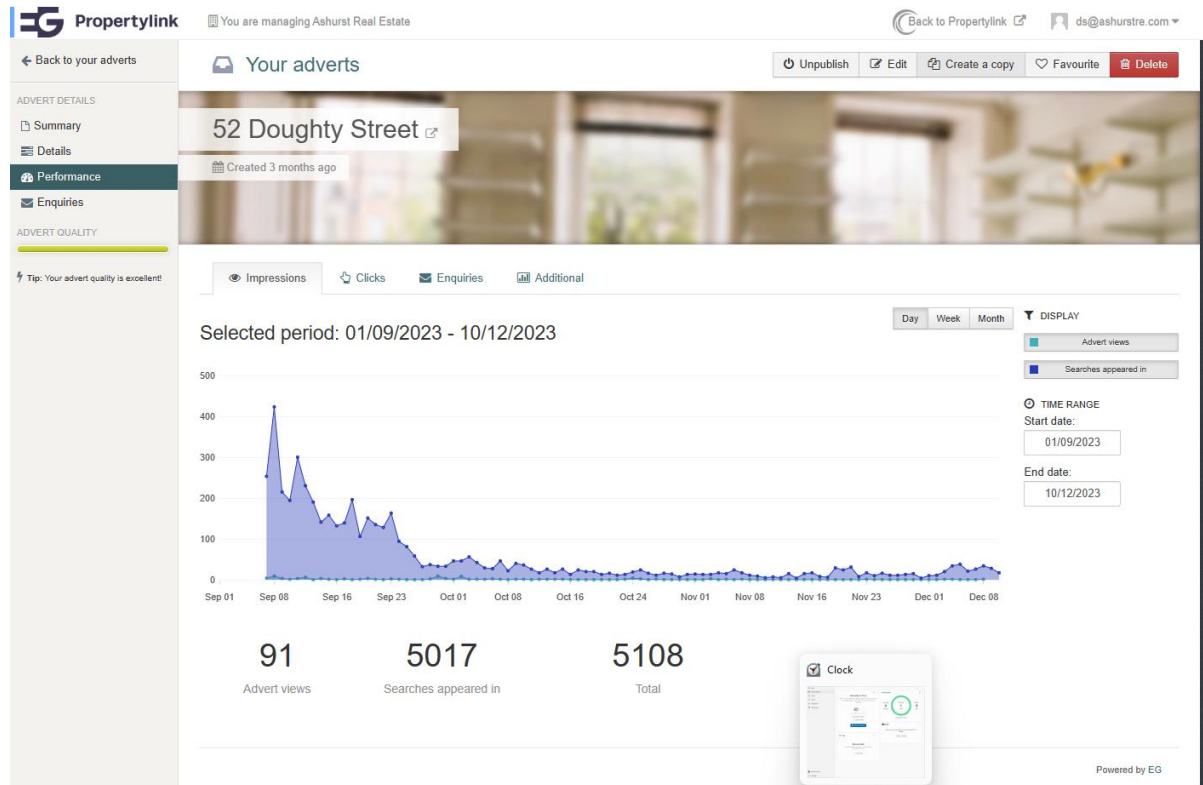 EG Propertylink
You are managing Ashurst Real Estate
Back to Propertylink
ds@ashurstre.com
Back to your adverts
Your adverts
Unpublish
Edit
Create a copy
Favourite
Delete
ADVERT DETAILS
Summary
Details
Performance
Enquiries
ADVERT QUALITY
Tip: Your advert quality is excellent!
52 Doughty Street
Created 3 months ago
Impressions
Clicks
Enquiries
Additional
Selected period: 01/09/2023 - 10/12/2023
Day
Week
Month
DISPLAY
Advert views
Searches appeared in
TIME RANGE
Start date:
01/09/2023
End date:
10/12/2023
500
400
300
200
100
0
Sep 01
Sep 08
Sep 16
Sep 23
Oct 01
Oct 08
Oct 16
Oct 24
Nov 01
Nov 08
Nov 16
Nov 23
Dec 01
Dec 08
91
Advert views
5017
Searches appeared in
5108
Total
Clock
Powered by EG